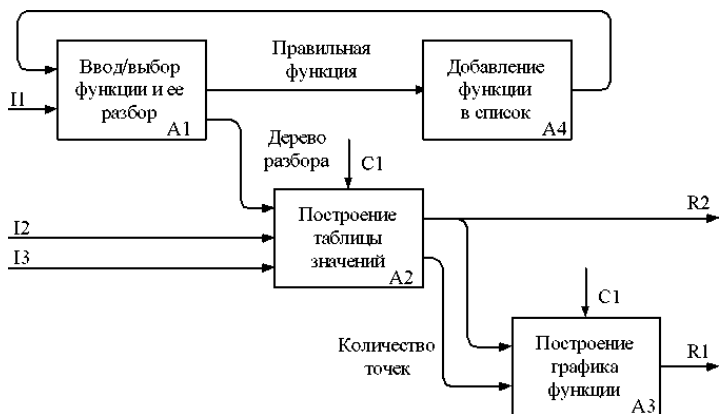 Правильная
функция
Ввод/выбор
функции и ее
разбор
A1
Добавление
функции
в список
A4
I1
Дерево
разбора
C1
I2
I3
Построение
таблицы
значений
A2
R2
C1
Количество
точек
Построение
графика
функции
A3
R1